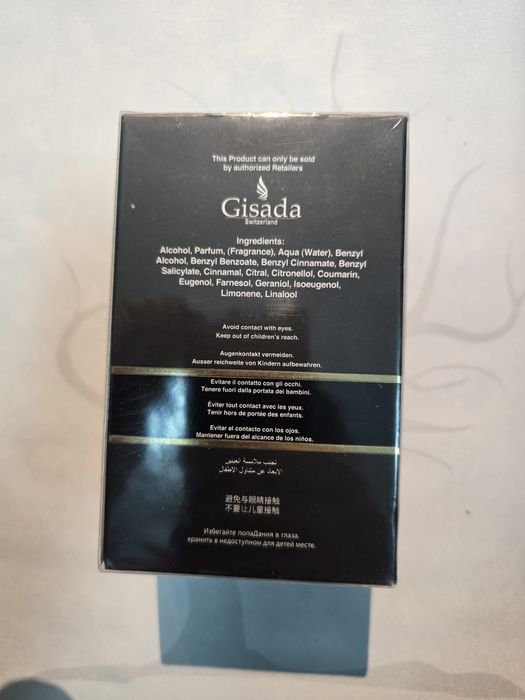 This Product can only be sold
by authorized Retailers
Gisada
Switzerland
Ingredients:
Alcohol, Parfum, (Fragrance), Aqua (Water), Benzyl
Alcohol, Benzyl Benzoate, Benzyl Cinnamate, Benzyl
Salicylate, Cinnamal, Citral, Citronellol, Coumarin,
Eugenol, Farnesol, Geraniol, Isoeugenol,
Limonene, Linalool
Avoid contact with eyes.
Keep out of children's reach.
Augenkontakt vermeiden.
Ausser reichweite von Kindern aufbewahren.
Evitare il contatto con gli occhi.
Tenere fuori dalla portata dei bambini.
Éviter tout contact avec les yeux.
Tenir hors de portée des enfants.
Evitar el contacto con los ojos.
Mantener fuera del alcance de los niños.
تجنب ملامسة العينين
الابعاد عن متناول الاطفال
避免与眼睛接触
不要让儿童接触
Избегайте попаДания в глаза.
хранить в недоступном для детей месте.